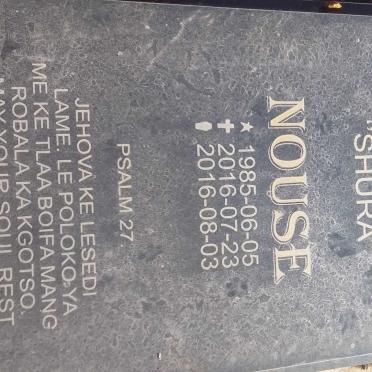 "SHURA
NOUSE
1985-06-05
2016-07-23
2016-08-03
PSALM 27
JEHOVA KE LESEDI
LAME, LE POLOKO YA
ME KE TLAA BOIFA MANG
ROBALA KA KGOTSO.
MAY YOUR SOUL REST